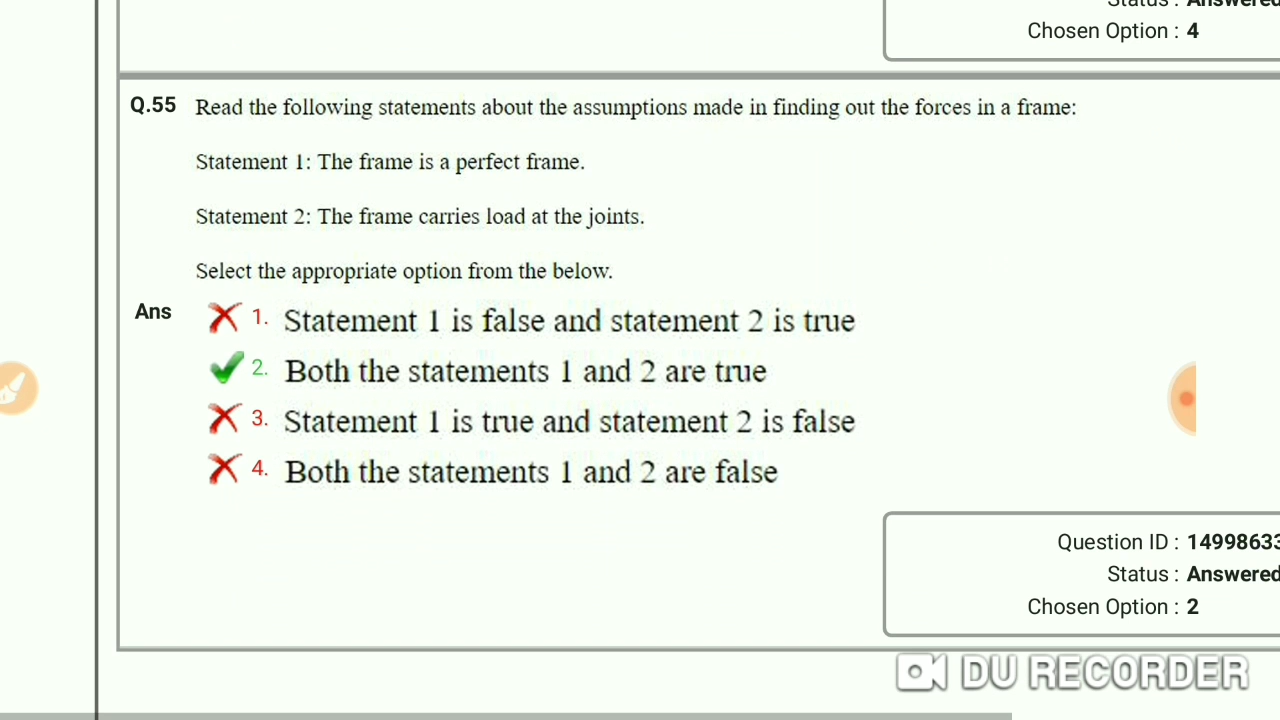 Status : Answered
Chosen Option : 4
Q.55 Read the following statements about the assumptions made in finding out the forces in a frame:
Statement 1: The frame is a perfect frame.
Statement 2: The frame carries load at the joints.
Select the appropriate option from the below.
Ans 1. Statement 1 is false and statement 2 is true
2. Both the statements 1 and 2 are true
3. Statement 1 is true and statement 2 is false
4. Both the statements 1 and 2 are false
Question ID : 14998633
Status : Answered
Chosen Option : 2
DU RECORDER